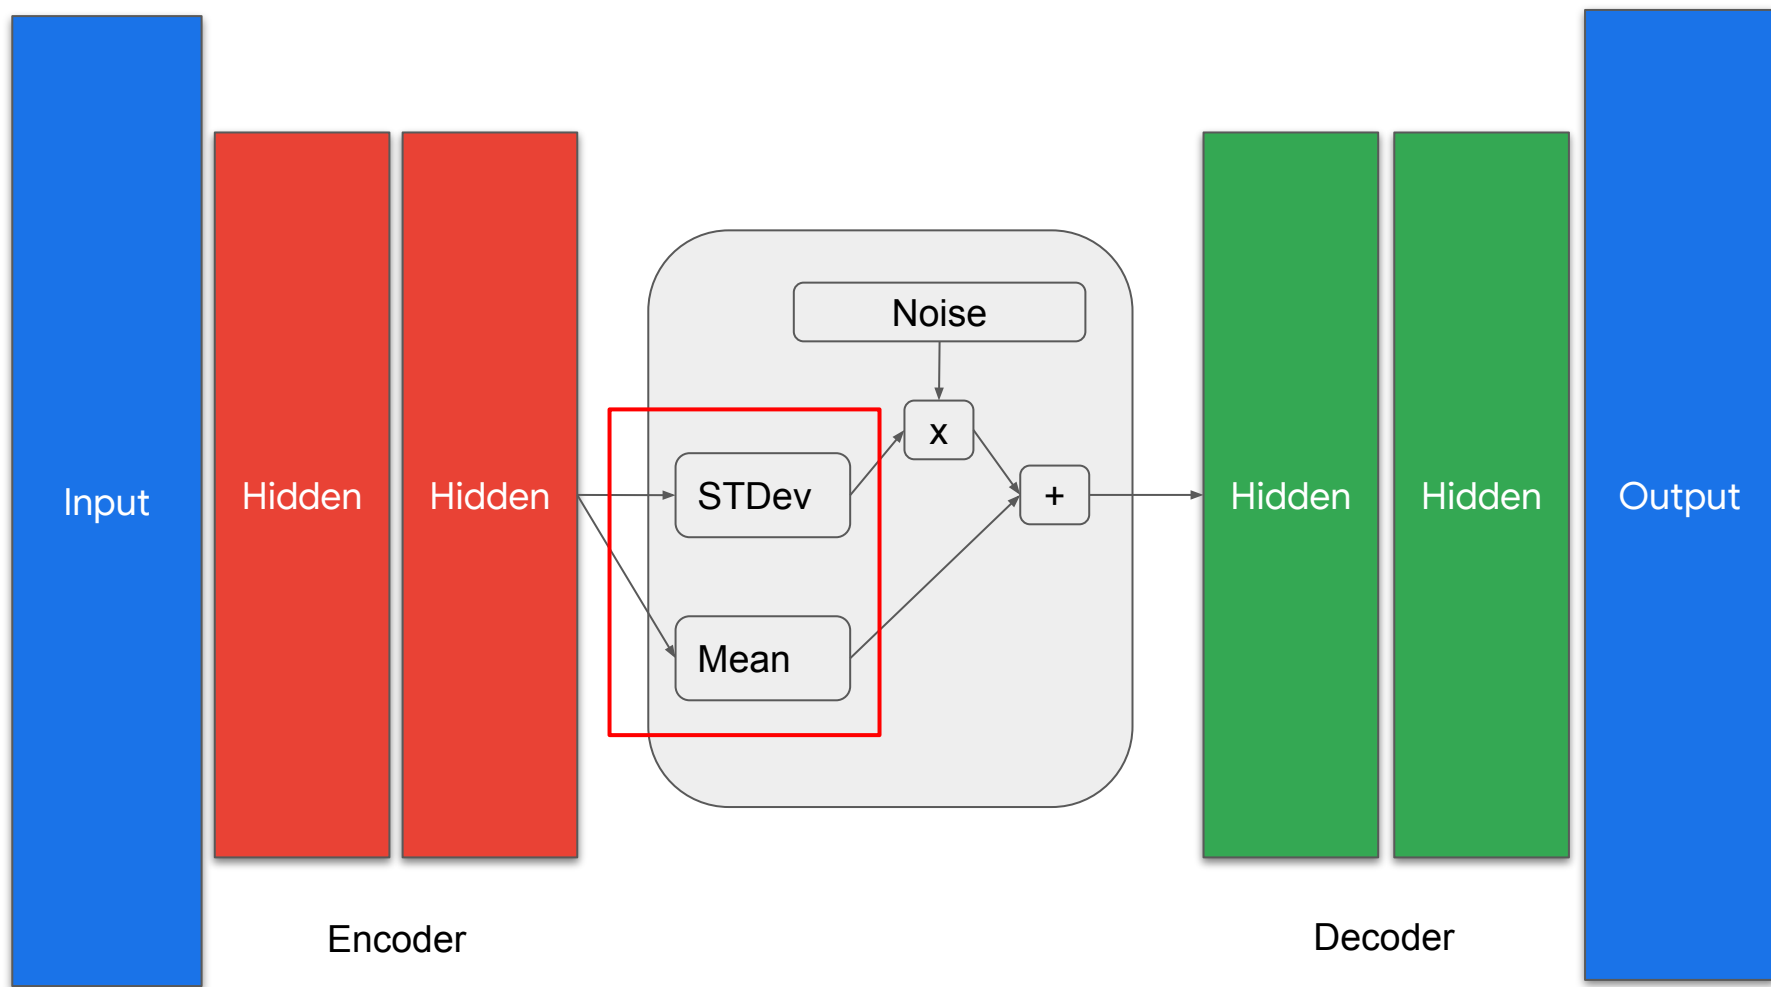 Input
Hidden
Hidden
Noise
x
STDev
+
Mean
Hidden
Hidden
Output
Encoder
Decoder